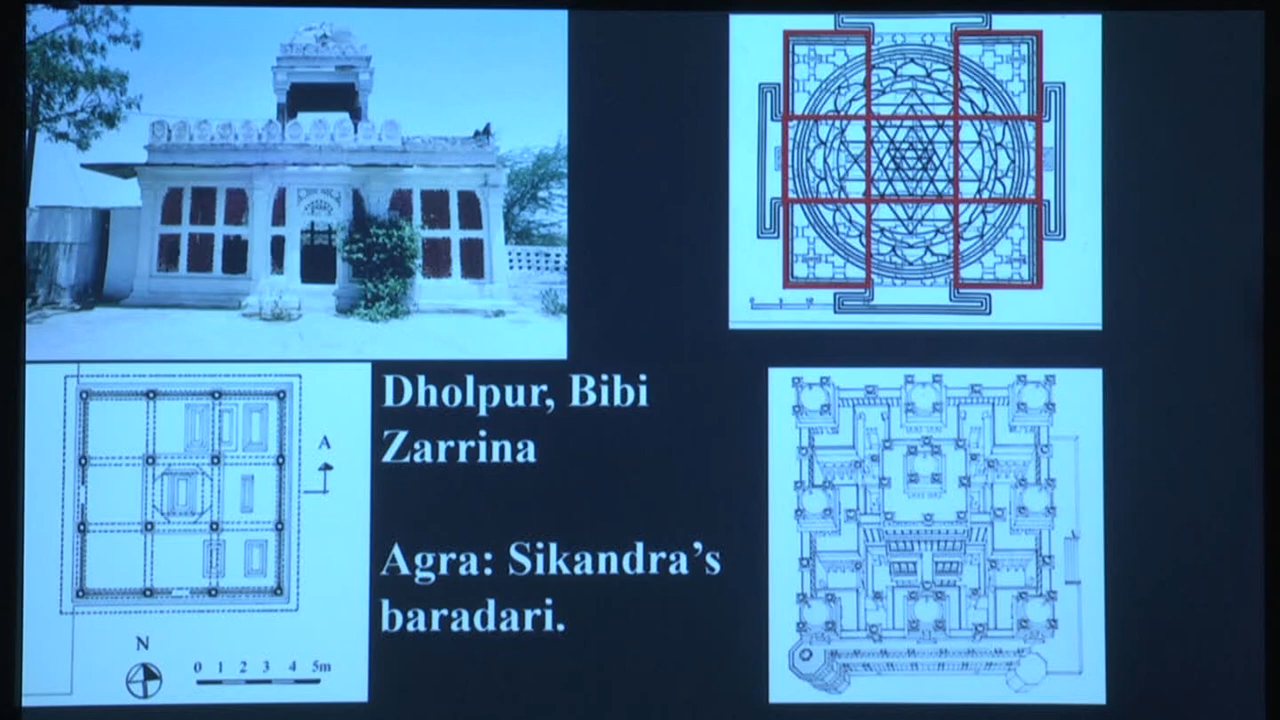 Dholpur, Bibi
Zarrina
Agra: Sikandra’s
baradari.
A
N
0 1 2 3 4 5m